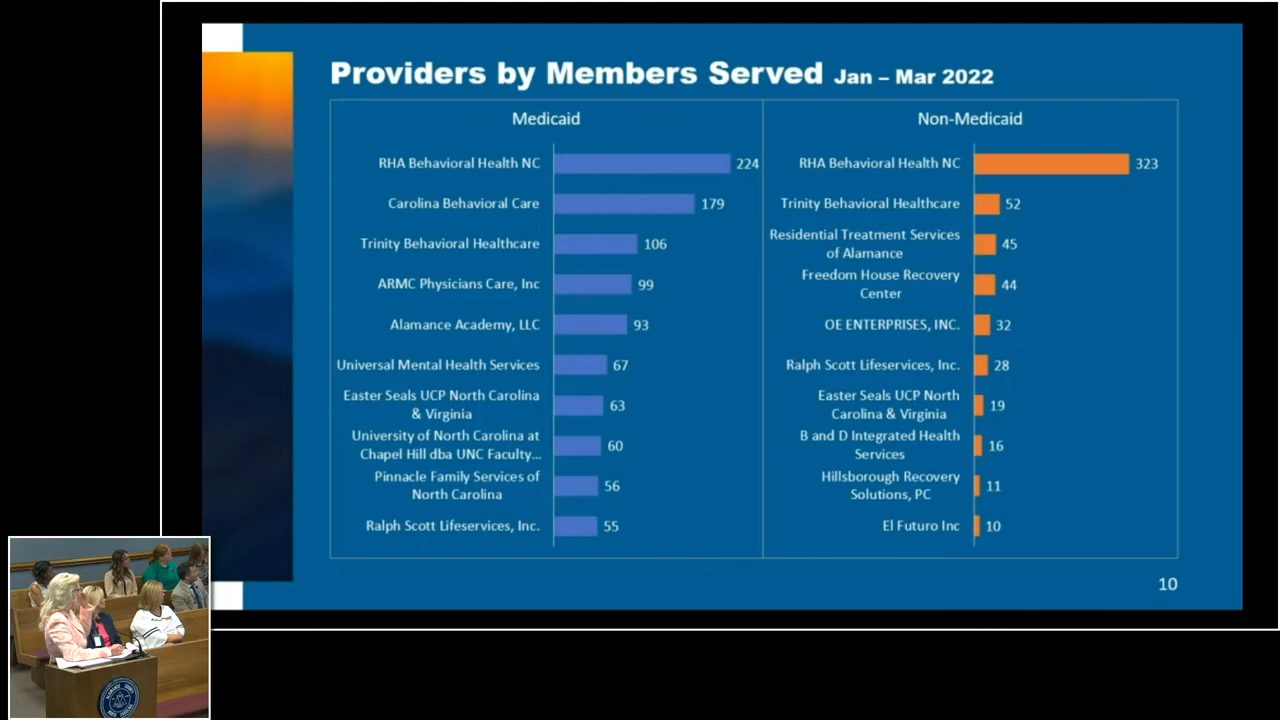 Providers by Members Served Jan – Mar 2022
Medicaid
RHA Behavioral Health NC 224
Carolina Behavioral Care 179
Trinity Behavioral Healthcare 106
ARMC Physicians Care, Inc 99
Alamance Academy, LLC 93
Universal Mental Health Services 67
Easter Seals UCP North Carolina
& Virginia 63
University of North Carolina at
Chapel Hill dba UNC Faculty... 60
Pinnacle Family Services of
North Carolina 56
Ralph Scott Lifeservices, Inc. 55
Non-Medicaid
RHA Behavioral Health NC 323
Trinity Behavioral Healthcare 52
Residential Treatment Services
of Alamance 45
Freedom House Recovery
Center 44
OE ENTERPRISES, INC. 32
Ralph Scott Lifeservices, Inc. 28
Easter Seals UCP North
Carolina & Virginia 19
B and D Integrated Health
Services 16
Hillsborough Recovery
Solutions, PC 11
El Futuro Inc 10
10